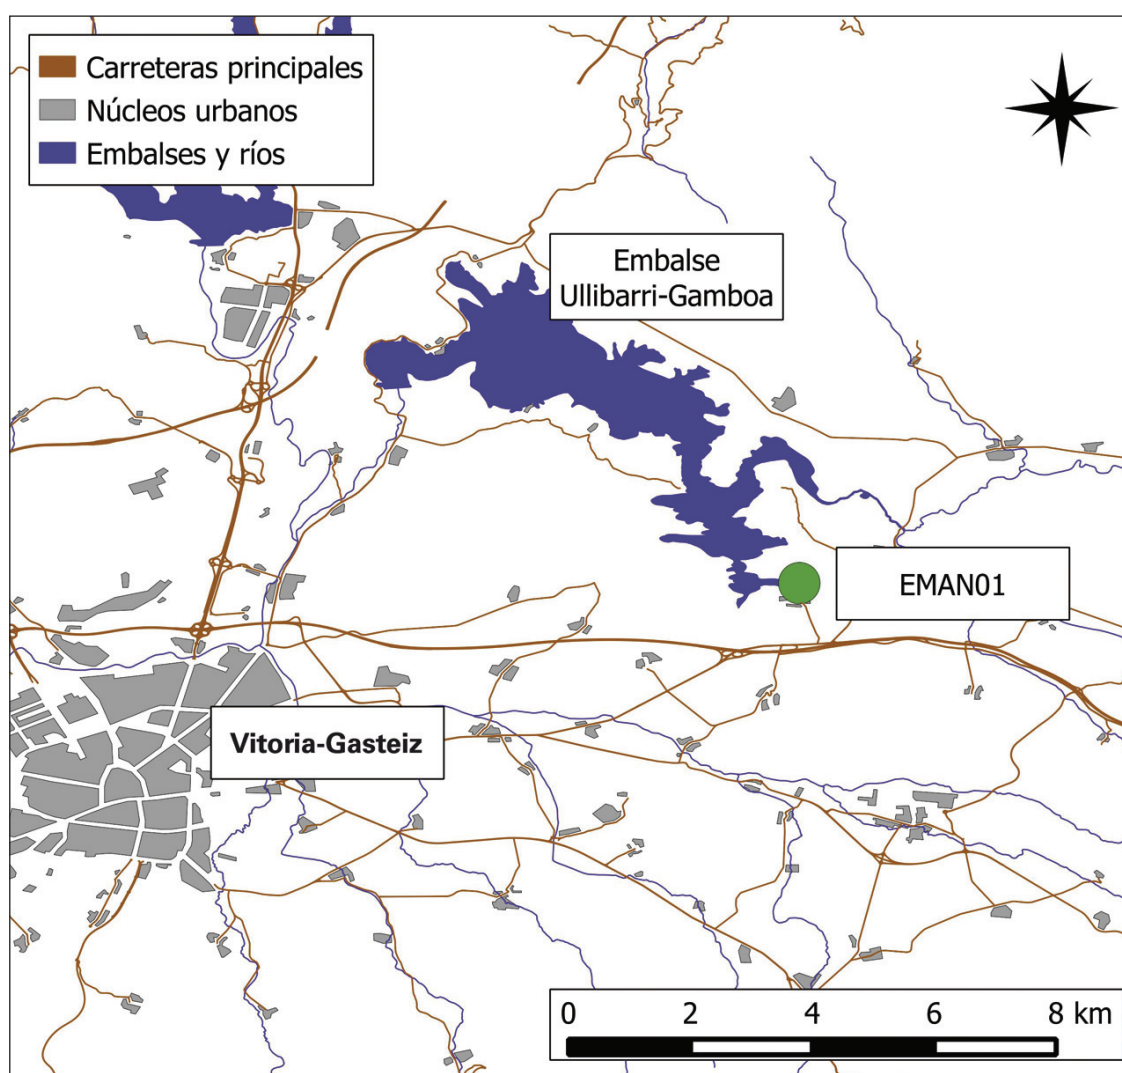 Carreteras principales
Núcleos urbanos
Embalses y ríos
Embalse
Ullibarri-Gamboa
EMAN01
Vitoria-Gasteiz
0 2 4 6 8 km